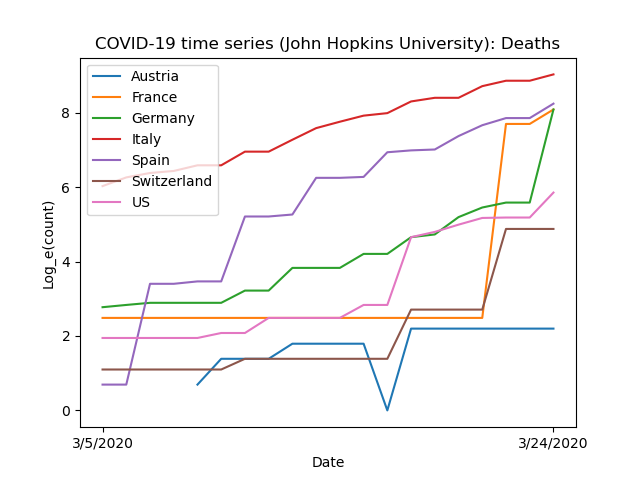 COVID-19 time series (John Hopkins University): Deaths
Austria
France
Germany
Italy
Spain
Switzerland
US
Log_e(count)
8
6
4
2
0
3/5/2020
3/24/2020
Date